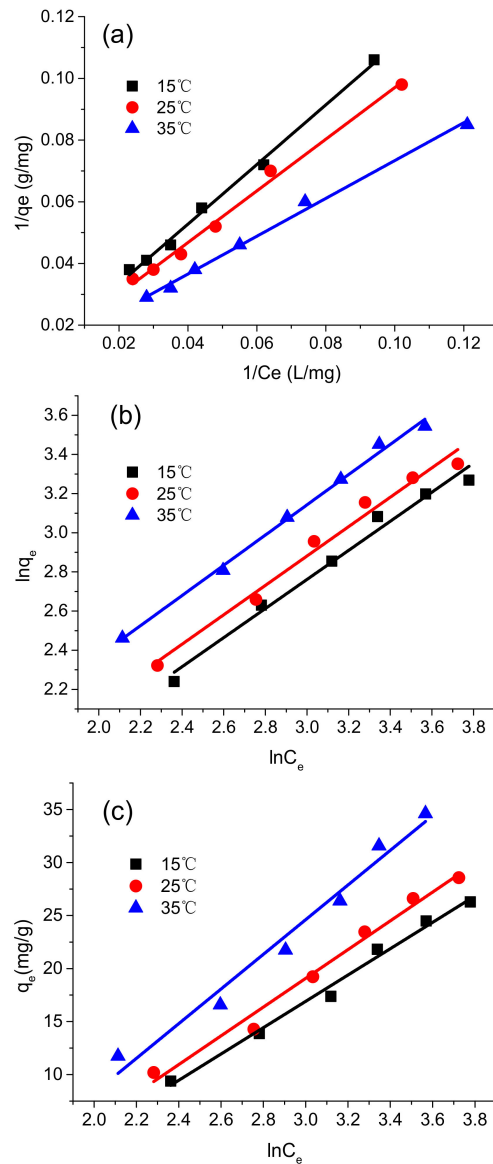 (a)
15℃
25℃
35℃
0.12
0.10
0.08
0.06
0.04
0.02
1/qe (g/mg)
0.02 0.04 0.06 0.08 0.10 0.12
1/Ce (L/mg)
(b)
15℃
25℃
35℃
3.6
3.4
3.2
3.0
2.8
2.6
2.4
2.2
lnqe
2.0 2.2 2.4 2.6 2.8 3.0 3.2 3.4 3.6 3.8
lnCe
(c)
15℃
25℃
35℃
35
30
25
20
15
10
qe(mg/g)
2.0 2.2 2.4 2.6 2.8 3.0 3.2 3.4 3.6 3.8
lnCe